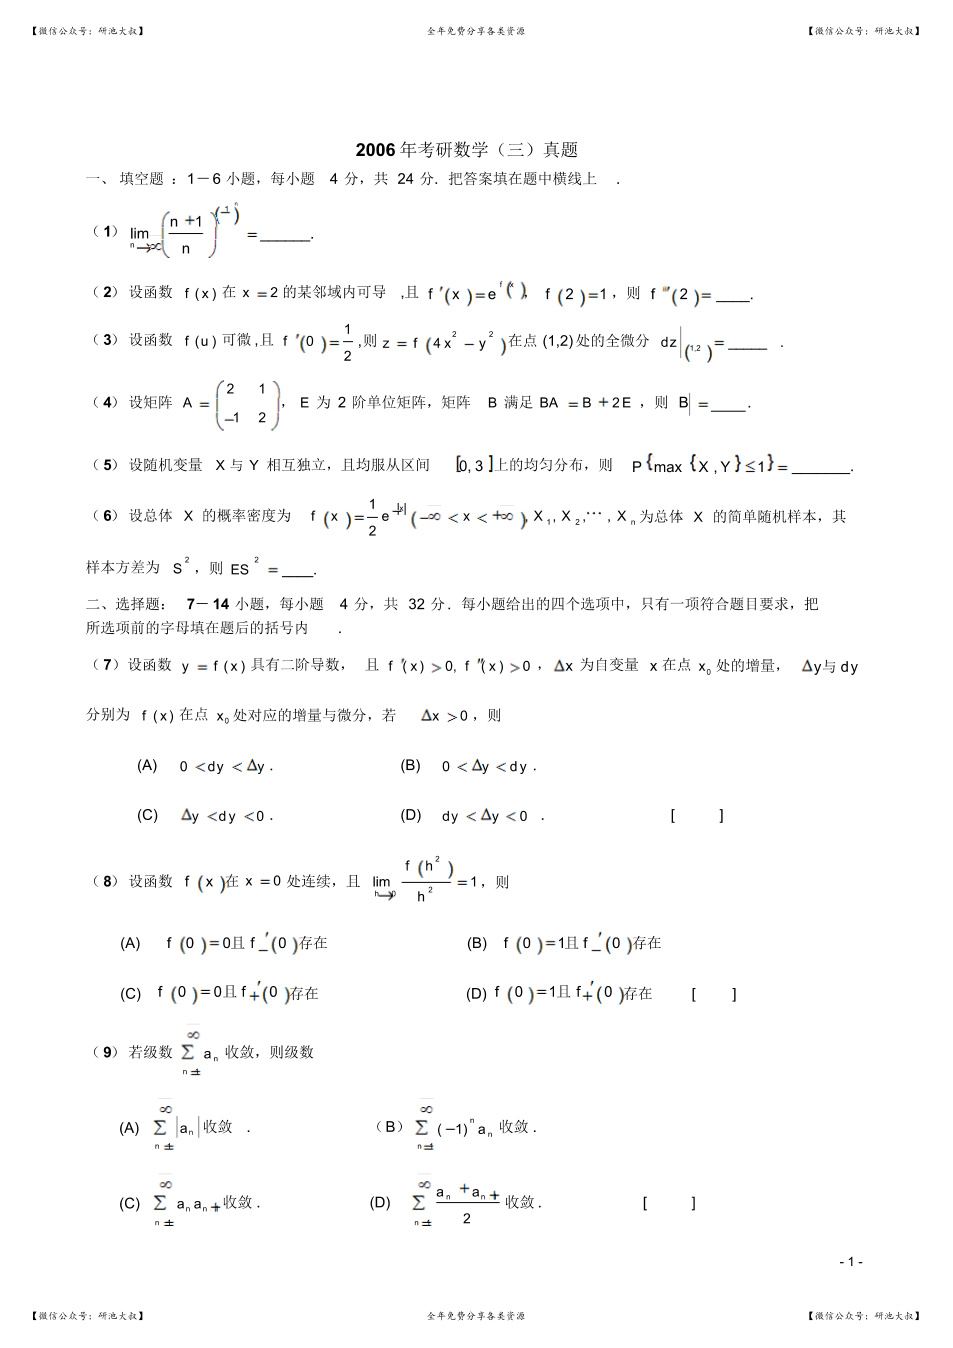 【微信公众号：研池大叔】 全年免费分享各类资源 【微信公众号：研池大叔】
2006 年考研数学（三）真题
一、 填空题 ：1－6 小题，每小题 4 分，共 24 分. 把答案填在题中横线上 .
（1） lim_{n→∞} ((n+1)/n)^{(-1)^n} = ______.
（2） 设函数 f(x) 在 x=2 的某邻域内可导 ,且 f′(x)=e^{f(x)}, f(2)=1 ，则 f‴(2)= ____.
（3） 设函数 f(u) 可微 ,且 f′(0)=1/2 ,则 z=f(4x²−y²) 在点 (1,2) 处的全微分 dz|_(1,2) = _____ .
（4） 设矩阵 A=(2 1; −1 2)， E 为 2 阶单位矩阵，矩阵 B 满足 BA=B+2E ，则 |B|= ____.
（5） 设随机变量 X 与 Y 相互独立，且均服从区间 [0,3] 上的均匀分布，则 P{max{X,Y}≤1}= _______.
（6） 设总体 X 的概率密度为 f(x)=1/2 e^{−|x|} (−∞<x<+∞), X₁, X₂,⋯, Xₙ 为总体 X 的简单随机样本，其
样本方差为 S² ，则 ES² = ____.
二、选择题： 7－14 小题，每小题 4 分，共 32 分. 每小题给出的四个选项中，只有一项符合题目要求，把
所选项前的字母填在题后的括号内 .
（7）设函数 y=f(x) 具有二阶导数， 且 f′(x)>0, f″(x)>0 ，Δx 为自变量 x 在点 x₀ 处的增量， Δy与 dy
分别为 f(x) 在点 x₀ 处对应的增量与微分，若 Δx>0 ，则
(A) 0<dy<Δy . (B) 0<Δy<dy .
(C) Δy<dy<0 . (D) dy<Δy<0 . [ ]
（8） 设函数 f(x) 在 x=0 处连续，且 lim_{h→0} f(h²)/h² =1 ，则
(A) f(0)=0且 f₋′(0)存在 (B) f(0)=1且 f₋′(0)存在
(C) f(0)=0且 f₊′(0)存在 (D) f(0)=1且 f₊′(0)存在 [ ]
（9） 若级数 ∑_{n=1}^{∞} aₙ 收敛，则级数
(A) ∑_{n=1}^{∞} |aₙ| 收敛 . （B）∑_{n=1}^{∞} (−1)ⁿ aₙ 收敛 .
(C) ∑_{n=1}^{∞} aₙaₙ₊₁ 收敛 . (D) ∑_{n=1}^{∞} (aₙ+aₙ₊₁)/2 收敛 . [ ]
- 1 -
【微信公众号：研池大叔】 全年免费分享各类资源 【微信公众号：研池大叔】